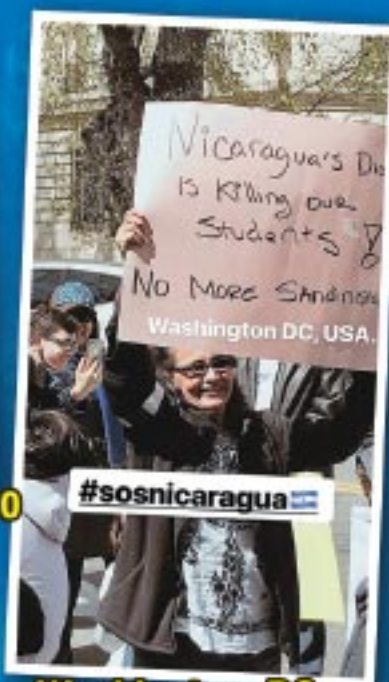 Nicaragua's
is Killing our
Students!
No More
Washington DC, USA.
#sosnicaragua